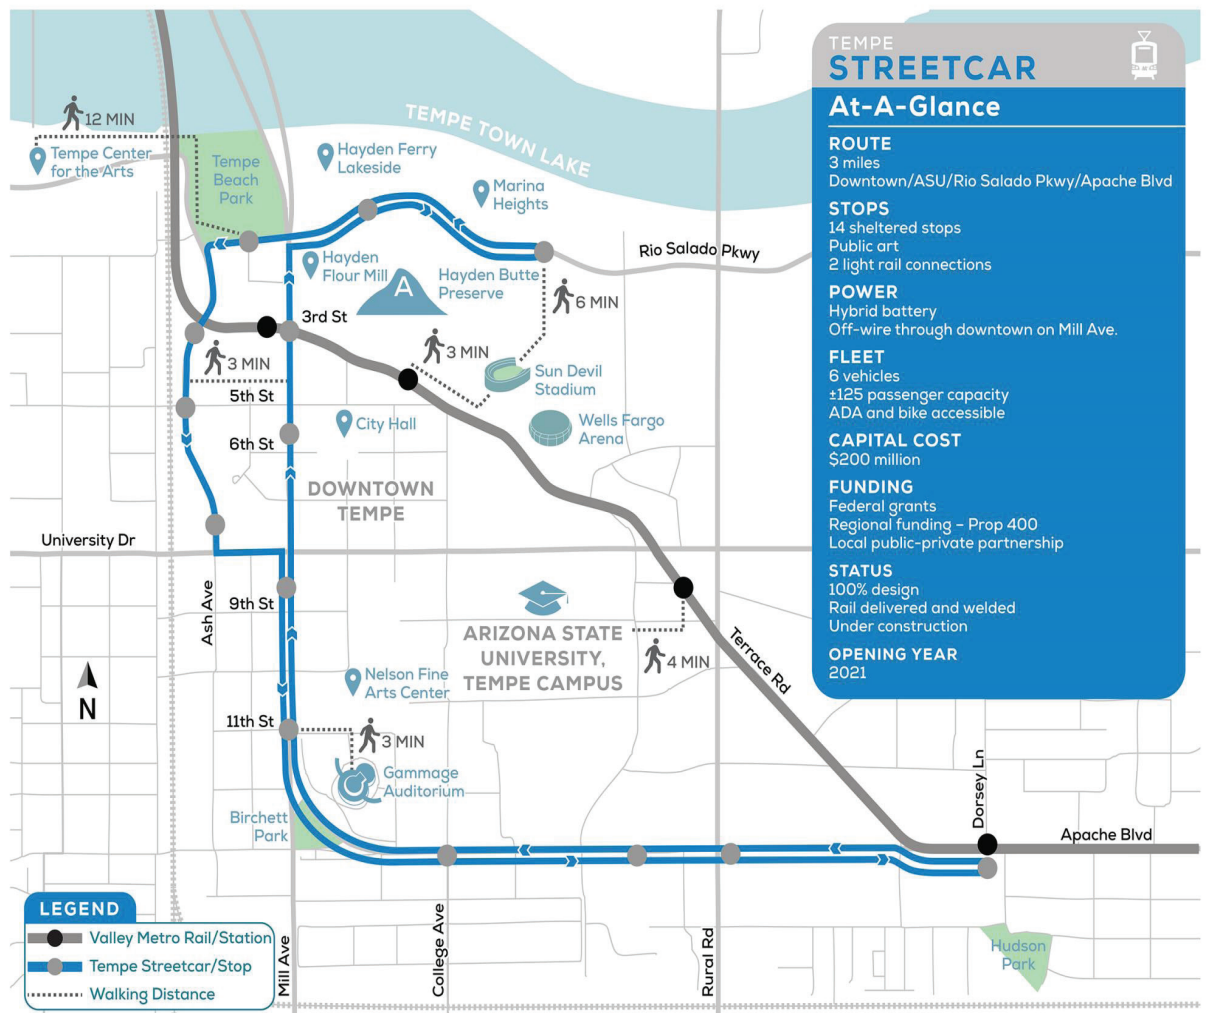 TEMPE
STREETCAR
At-A-Glance
ROUTE
3 miles
Downtown/ASU/Rio Salado Pkwy/Apache Blvd
STOPS
14 sheltered stops
Public art
2 light rail connections
POWER
Hybrid battery
Off-wire through downtown on Mill Ave.
FLEET
6 vehicles
±125 passenger capacity
ADA and bike accessible
CAPITAL COST
$200 million
FUNDING
Federal grants
Regional funding – Prop 400
Local public-private partnership
STATUS
100% design
Rail delivered and welded
Under construction
OPENING YEAR
2021
TEMPE TOWN LAKE
12 MIN
Tempe Center
for the Arts
Tempe
Beach
Park
Hayden Ferry
Lakeside
Marina
Heights
Rio Salado Pkwy
Hayden
Flour Mill
A
Hayden Butte
Preserve
6 MIN
3rd St
3 MIN
3 MIN
Sun Devil
Stadium
5th St
City Hall
Wells Fargo
Arena
6th St
DOWNTOWN
TEMPE
University Dr
Ash Ave
9th St
ARIZONA STATE
UNIVERSITY,
TEMPE CAMPUS
4 MIN
Terrace Rd
N
Nelson Fine
Arts Center
11th St
3 MIN
Gammage
Auditorium
Birchett
Park
Dorsey Ln
Apache Blvd
Mill Ave
College Ave
Rural Rd
Hudson
Park
LEGEND
Valley Metro Rail/Station
Tempe Streetcar/Stop
Walking Distance